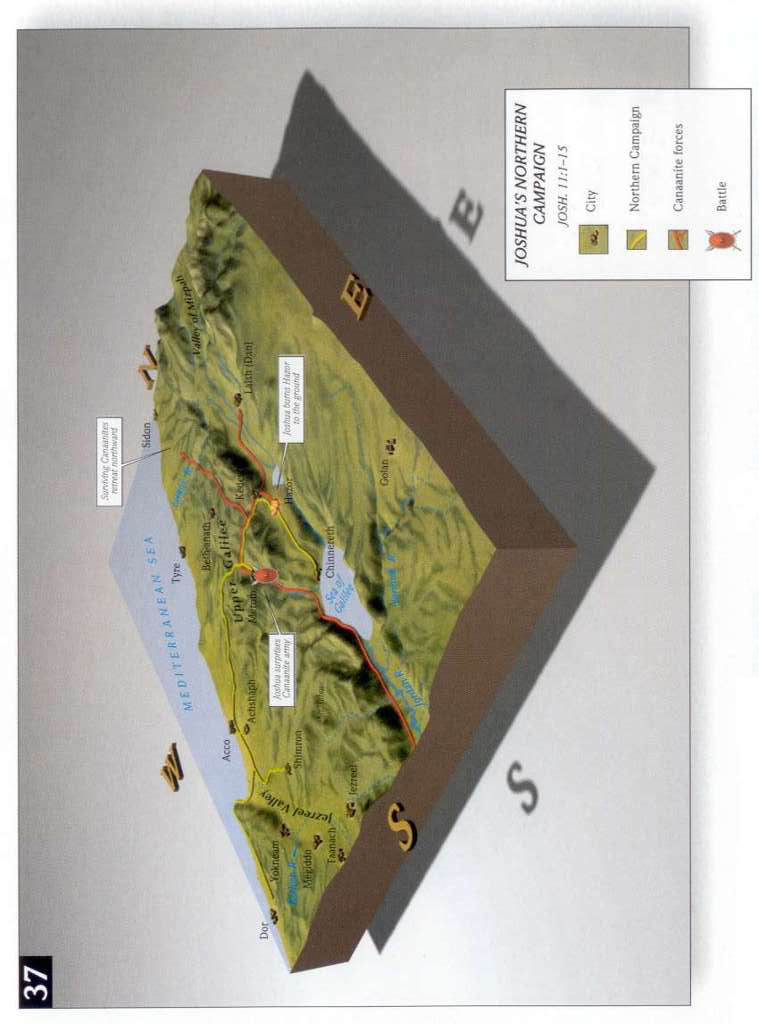 37
JOSHUA'S NORTHERN
CAMPAIGN
JOSH. 11:1–15
City
Northern Campaign
Canaanite forces
Battle
N
E
E
S
S
W
MEDITERRANEAN SEA
Surviving Canaanites
retreat northward
Sidon
Valley of Mizpah
Laish (Dan)
Joshua burns Hazor
to the ground
Tyre
Beth-anath
Upper Galilee
Hazor
Golan
Chinnereth
Sea of
Galilee
Yarmuk R.
Joshua surprises
Canaanite army
Acco
Achshaph
Shimron
Jordan R.
Jezreel Valley
Jezreel
Yokneam
Kishon R.
Megiddo
Taanach
Dor